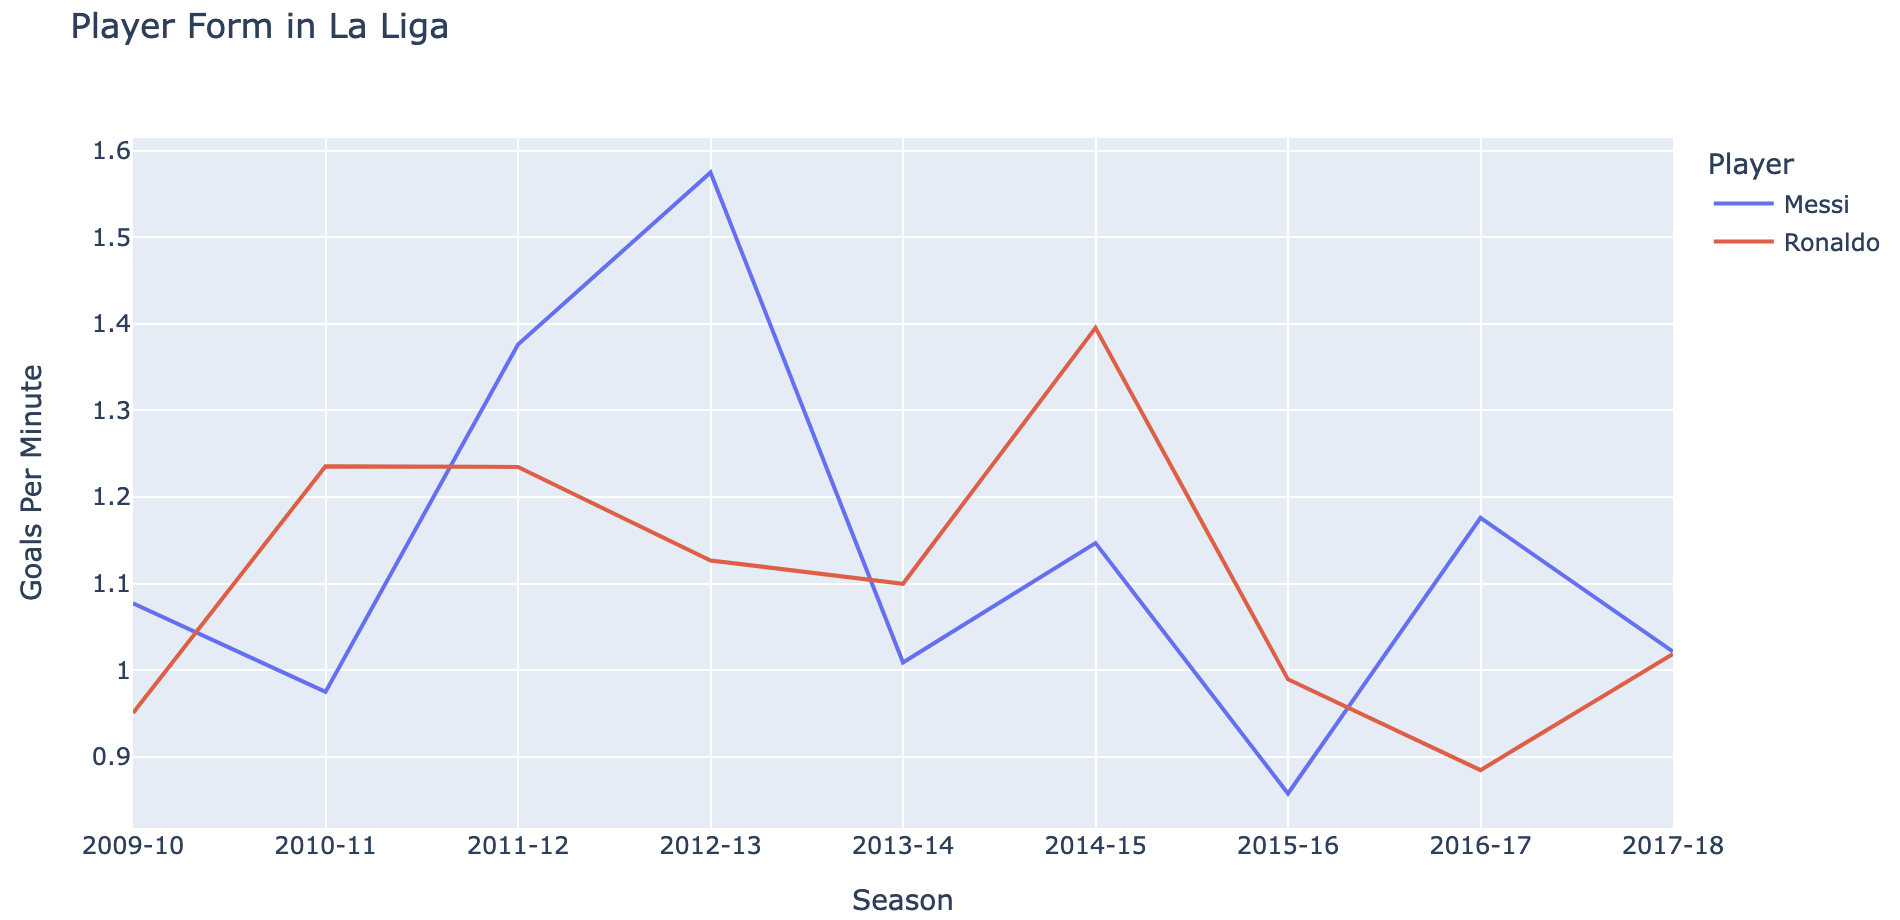 Player Form in La Liga
Player
Messi
Ronaldo
Goals Per Minute
1.6
1.5
1.4
1.3
1.2
1.1
1
0.9
2009-10 2010-11 2011-12 2012-13 2013-14 2014-15 2015-16 2016-17 2017-18
Season